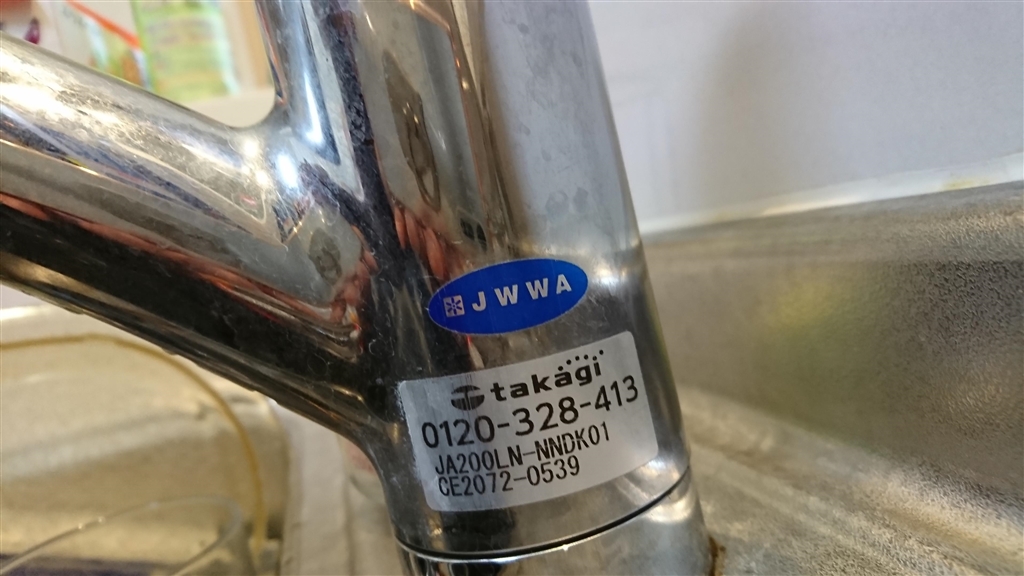 JWWA
takagi
0120-328-413
JA200LN-NNDK01
CE2072-0539